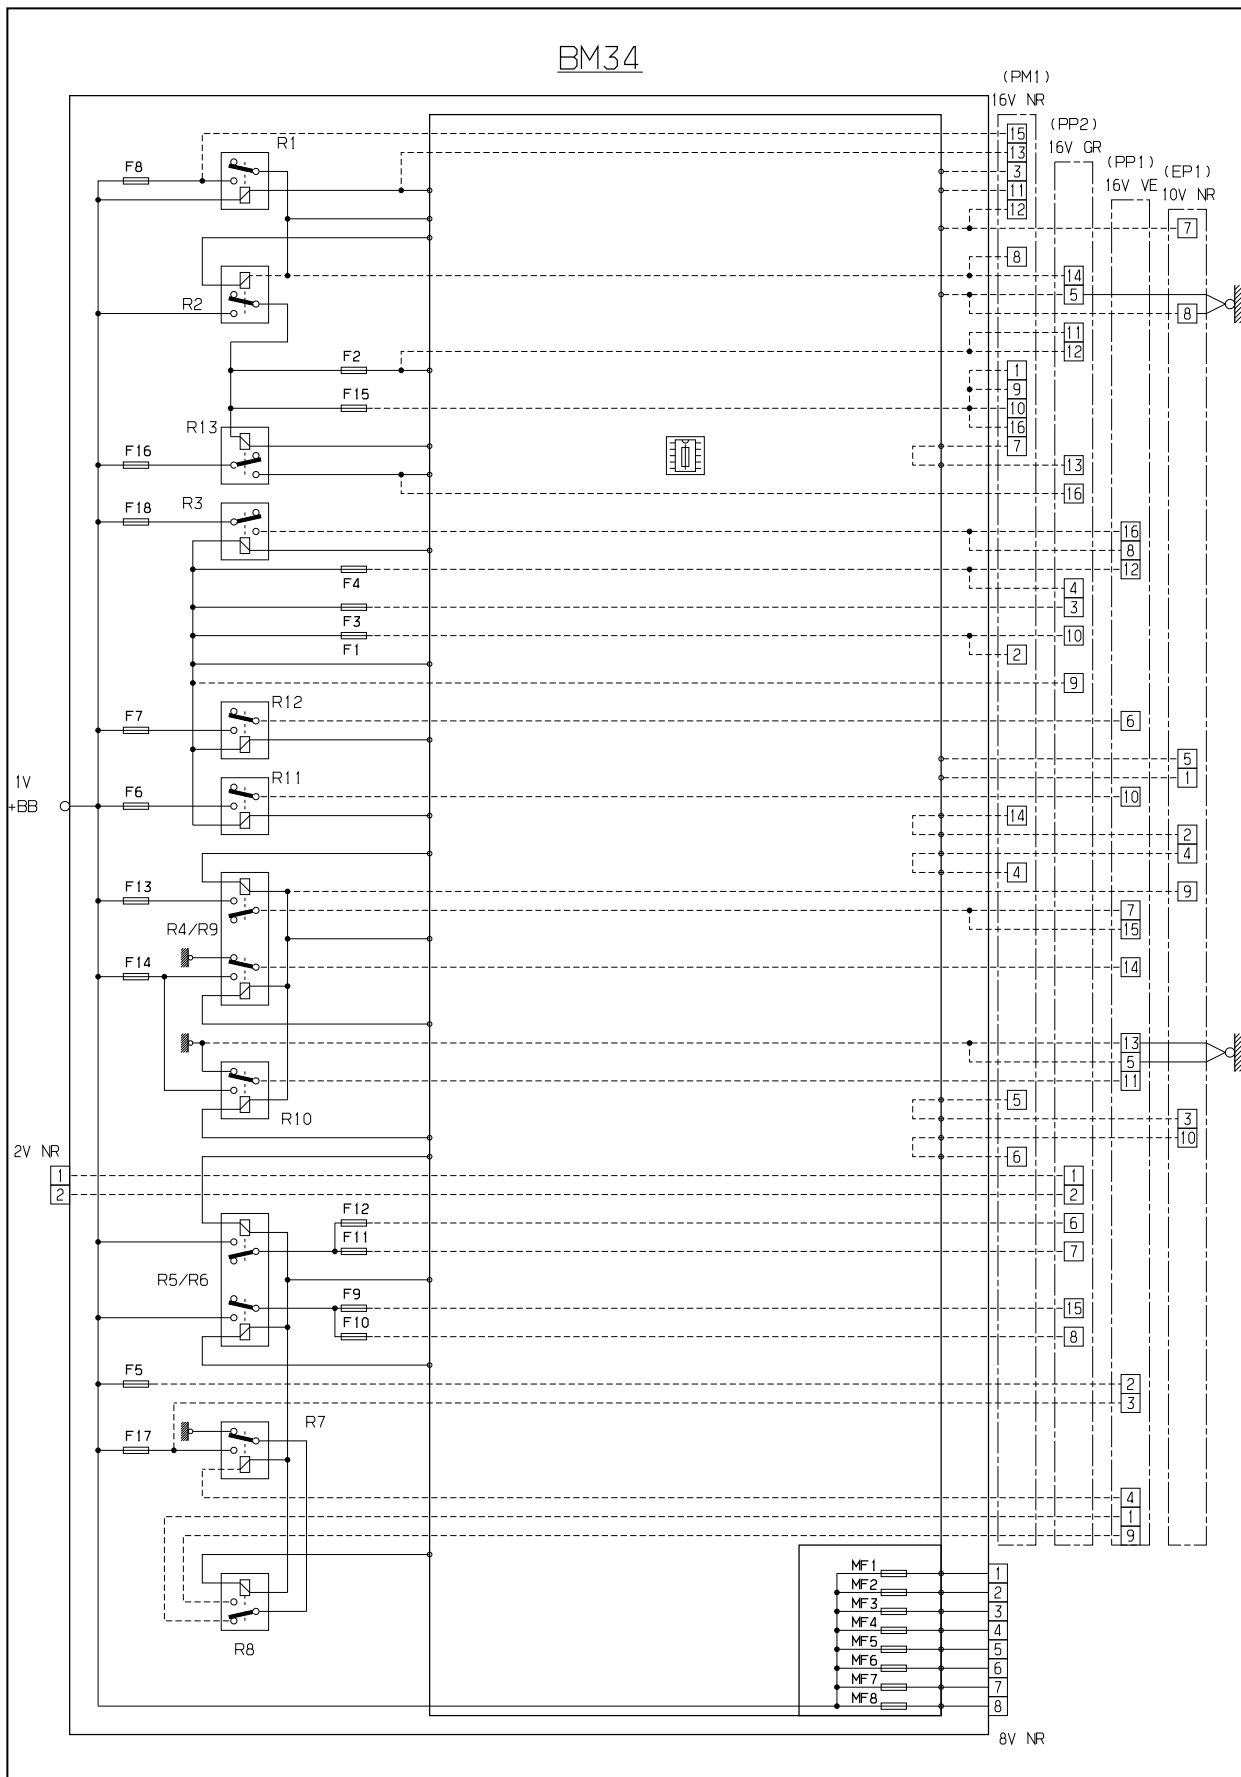 BM34
(PM1)
16V NR
(PP2)
16V GR
(PP1)
16V VE
(EP1)
10V NR
R1
15
13
F8
3
11
12
7
8
14
R2
5
8
11
F2
12
1
F15
9
10
R13
16
7
F16
13
16
R3
F18
16
8
12
F4
4
3
F3
10
F1
2
9
R12
F7
6
5
R11
1
1V
+BB
F6
10
14
2
4
4
F13
9
7
R4/R9
15
F14
14
13
5
11
5
R10
3
10
2V NR
6
1
1
2
2
F12
6
F11
7
R5/R6
F9
15
F10
8
F5
2
3
R7
F17
4
1
9
MF1
1
MF2
2
MF3
3
MF4
4
R8
MF5
5
MF6
6
MF7
7
MF8
8
8V NR